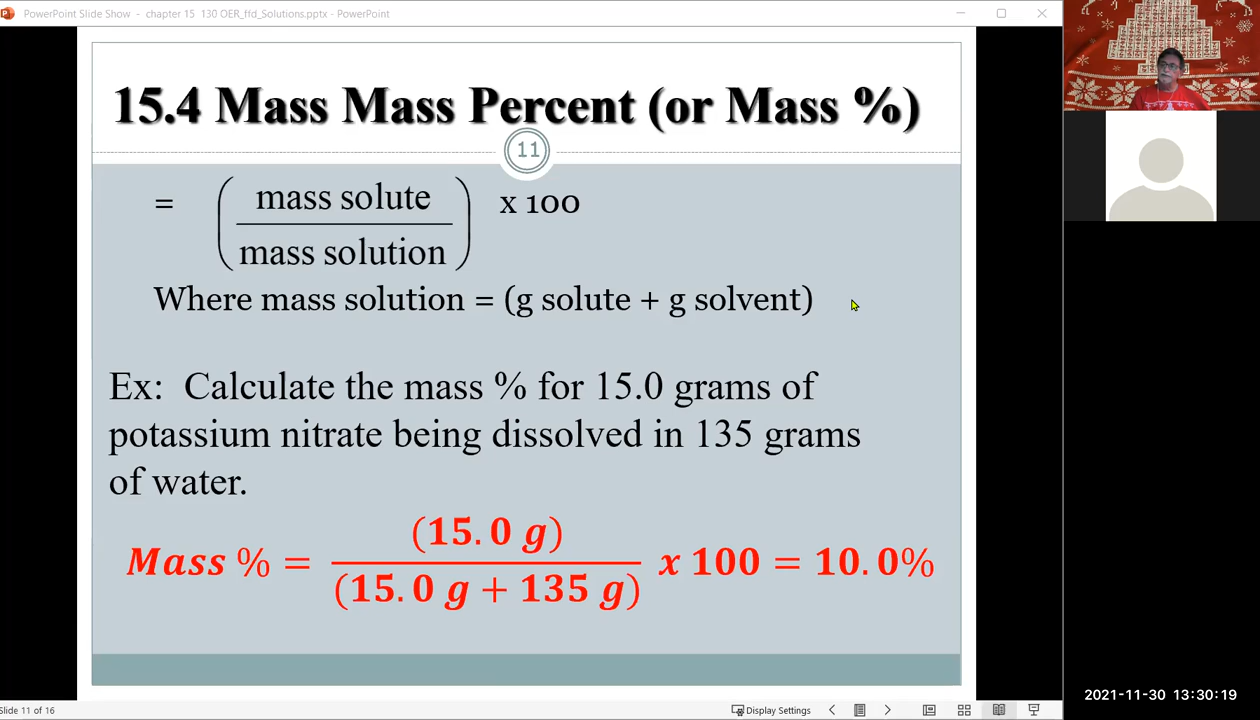 PowerPoint Slide Show - chapter 15 130 OER_ffd_Solutions.pptx - PowerPoint
15.4 Mass Mass Percent (or Mass %)
11
= (mass solute / mass solution) x 100
Where mass solution = (g solute + g solvent)
Ex: Calculate the mass % for 15.0 grams of
potassium nitrate being dissolved in 135 grams
of water.
Mass % = (15.0 g) / (15.0 g + 135 g) x 100 = 10.0%
Slide 11 of 16
Display Settings
2021-11-30 13:30:19